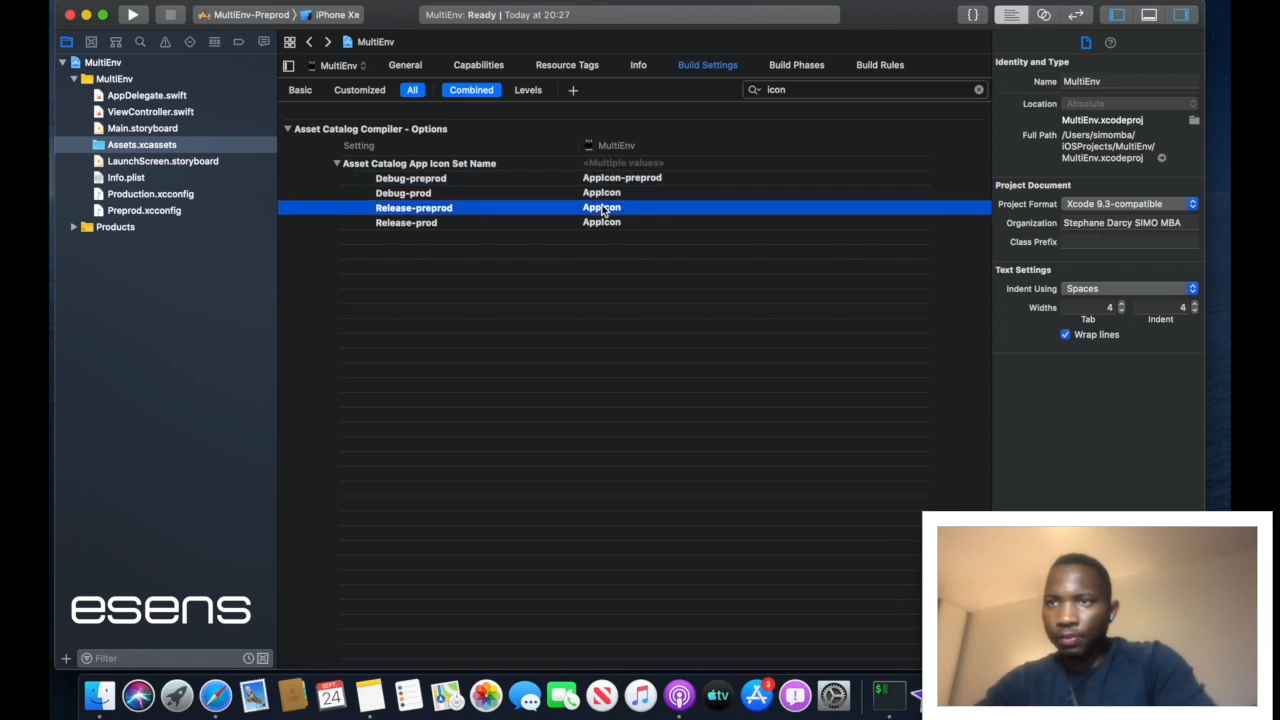 MultiEnv-Preprod 〉 iPhone Xʀ
MultiEnv: Ready | Today at 20:27
MultiEnv
MultiEnv
MultiEnv
AppDelegate.swift
ViewController.swift
Main.storyboard
Assets.xcassets
LaunchScreen.storyboard
Info.plist
Production.xcconfig
Preprod.xcconfig
Products
esens
Filter
MultiEnv
General
Capabilities
Resource Tags
Info
Build Settings
Build Phases
Build Rules
Basic
Customized
All
Combined
Levels
icon
Asset Catalog Compiler - Options
Setting
MultiEnv
Asset Catalog App Icon Set Name
<Multiple values>
Debug-preprod
AppIcon-preprod
Debug-prod
AppIcon
Release-preprod
AppIcon
Release-prod
AppIcon
Identity and Type
Name MultiEnv
Location Absolute
MultiEnv.xcodeproj
Full Path /Users/simomba/
iOSProjects/MultiEnv/
MultiEnv.xcodeproj
Project Document
Project Format Xcode 9.3-compatible
Organization Stephane Darcy SIMO MBA
Class Prefix
Text Settings
Indent Using Spaces
Widths 4 4
Tab Indent
Wrap lines
SEP
24
tv
3
$